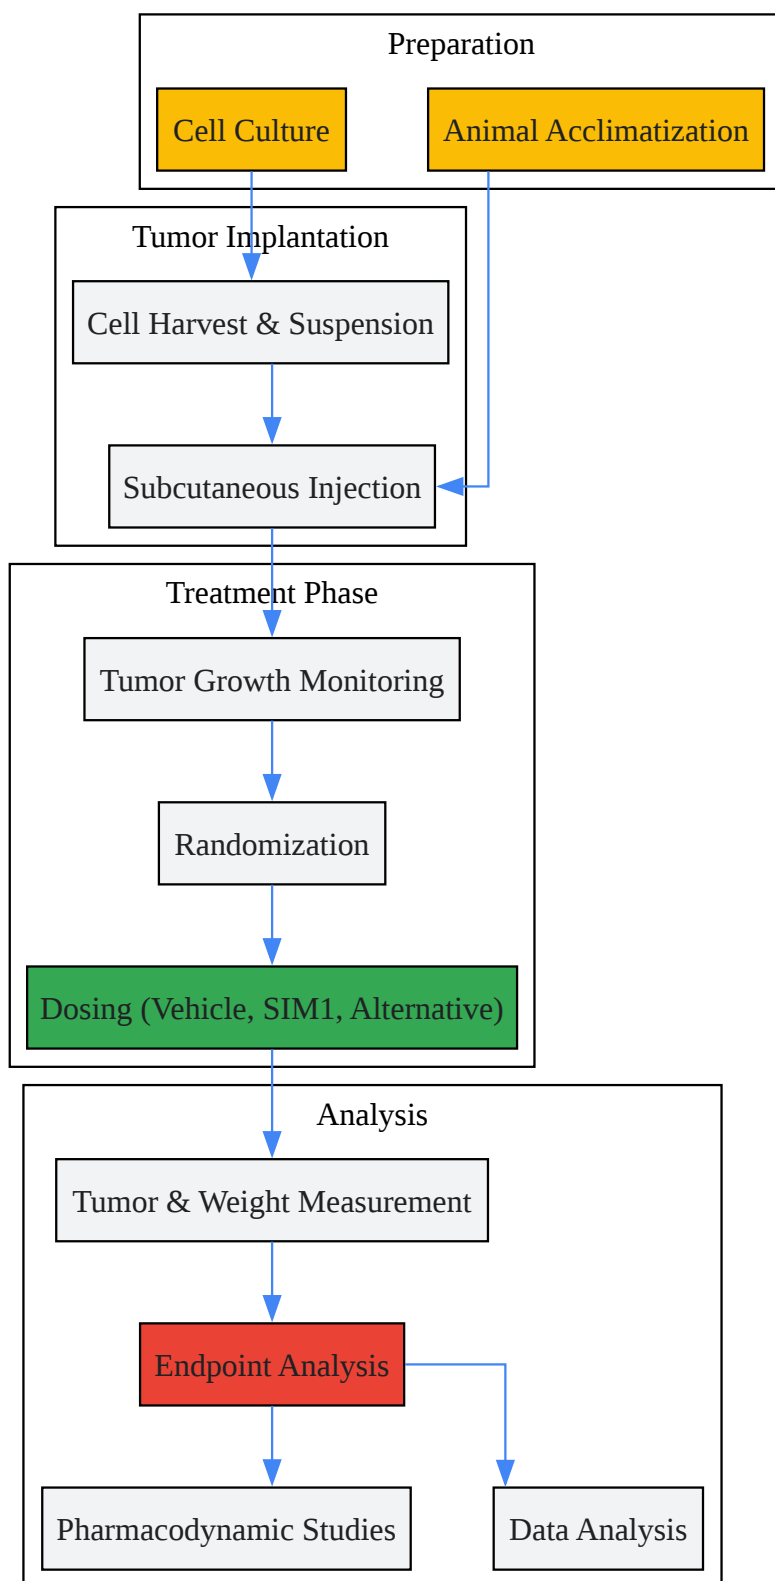 Preparation
Cell Culture
Animal Acclimatization
Tumor Implantation
Cell Harvest & Suspension
Subcutaneous Injection
Treatment Phase
Tumor Growth Monitoring
Randomization
Dosing (Vehicle, SIM1, Alternative)
Analysis
Tumor & Weight Measurement
Endpoint Analysis
Pharmacodynamic Studies
Data Analysis